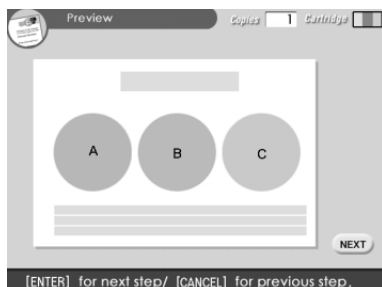 Preview
Copies 1 Cartridge
A B C
NEXT
[ENTER] for next step/ [CANCEL] for previous step.